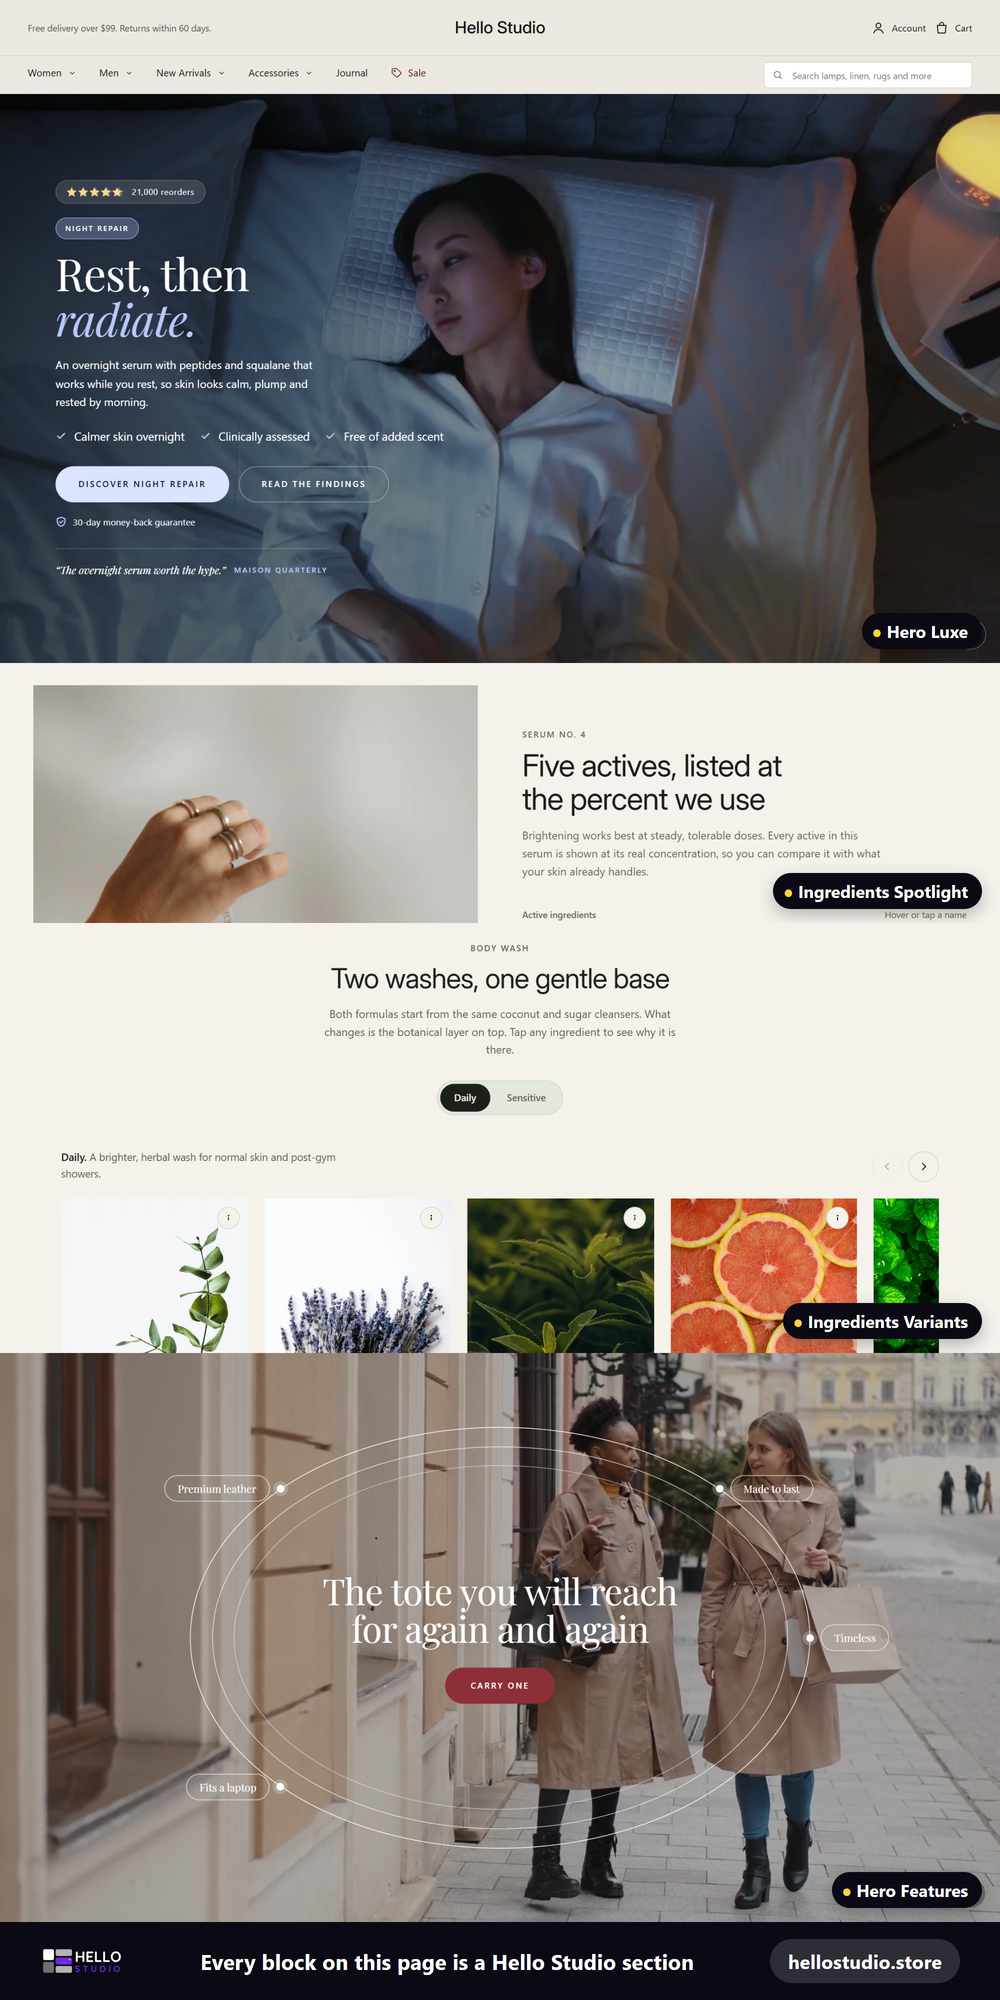 Free delivery over $99. Returns within 60 days.
Hello Studio
Account
Cart
Women
Men
New Arrivals
Accessories
Journal
Sale
Search lamps, linen, rugs and more
21,000 reorders
NIGHT REPAIR
Rest, then
radiate.
An overnight serum with peptides and squalane that
works while you rest, so skin looks calm, plump and
rested by morning.
Calmer skin overnight
Clinically assessed
Free of added scent
DISCOVER NIGHT REPAIR
READ THE FINDINGS
30-day money-back guarantee
“The overnight serum worth the hype.” MAISON QUARTERLY
Hero Luxe
SERUM NO. 4
Five actives, listed at
the percent we use
Brightening works best at steady, tolerable doses. Every active in this
serum is shown at its real concentration, so you can compare it with what
your skin already handles.
Ingredients Spotlight
Active ingredients
Hover or tap a name
BODY WASH
Two washes, one gentle base
Both formulas start from the same coconut and sugar cleansers. What
changes is the botanical layer on top. Tap any ingredient to see why it is
there.
Daily
Sensitive
Daily. A brighter, herbal wash for normal skin and post-gym
showers.
Ingredients Variants
Premium leather
Made to last
The tote you will reach
for again and again
Timeless
CARRY ONE
Fits a laptop
Hero Features
HELLO
STUDIO
Every block on this page is a Hello Studio section
hellostudio.store